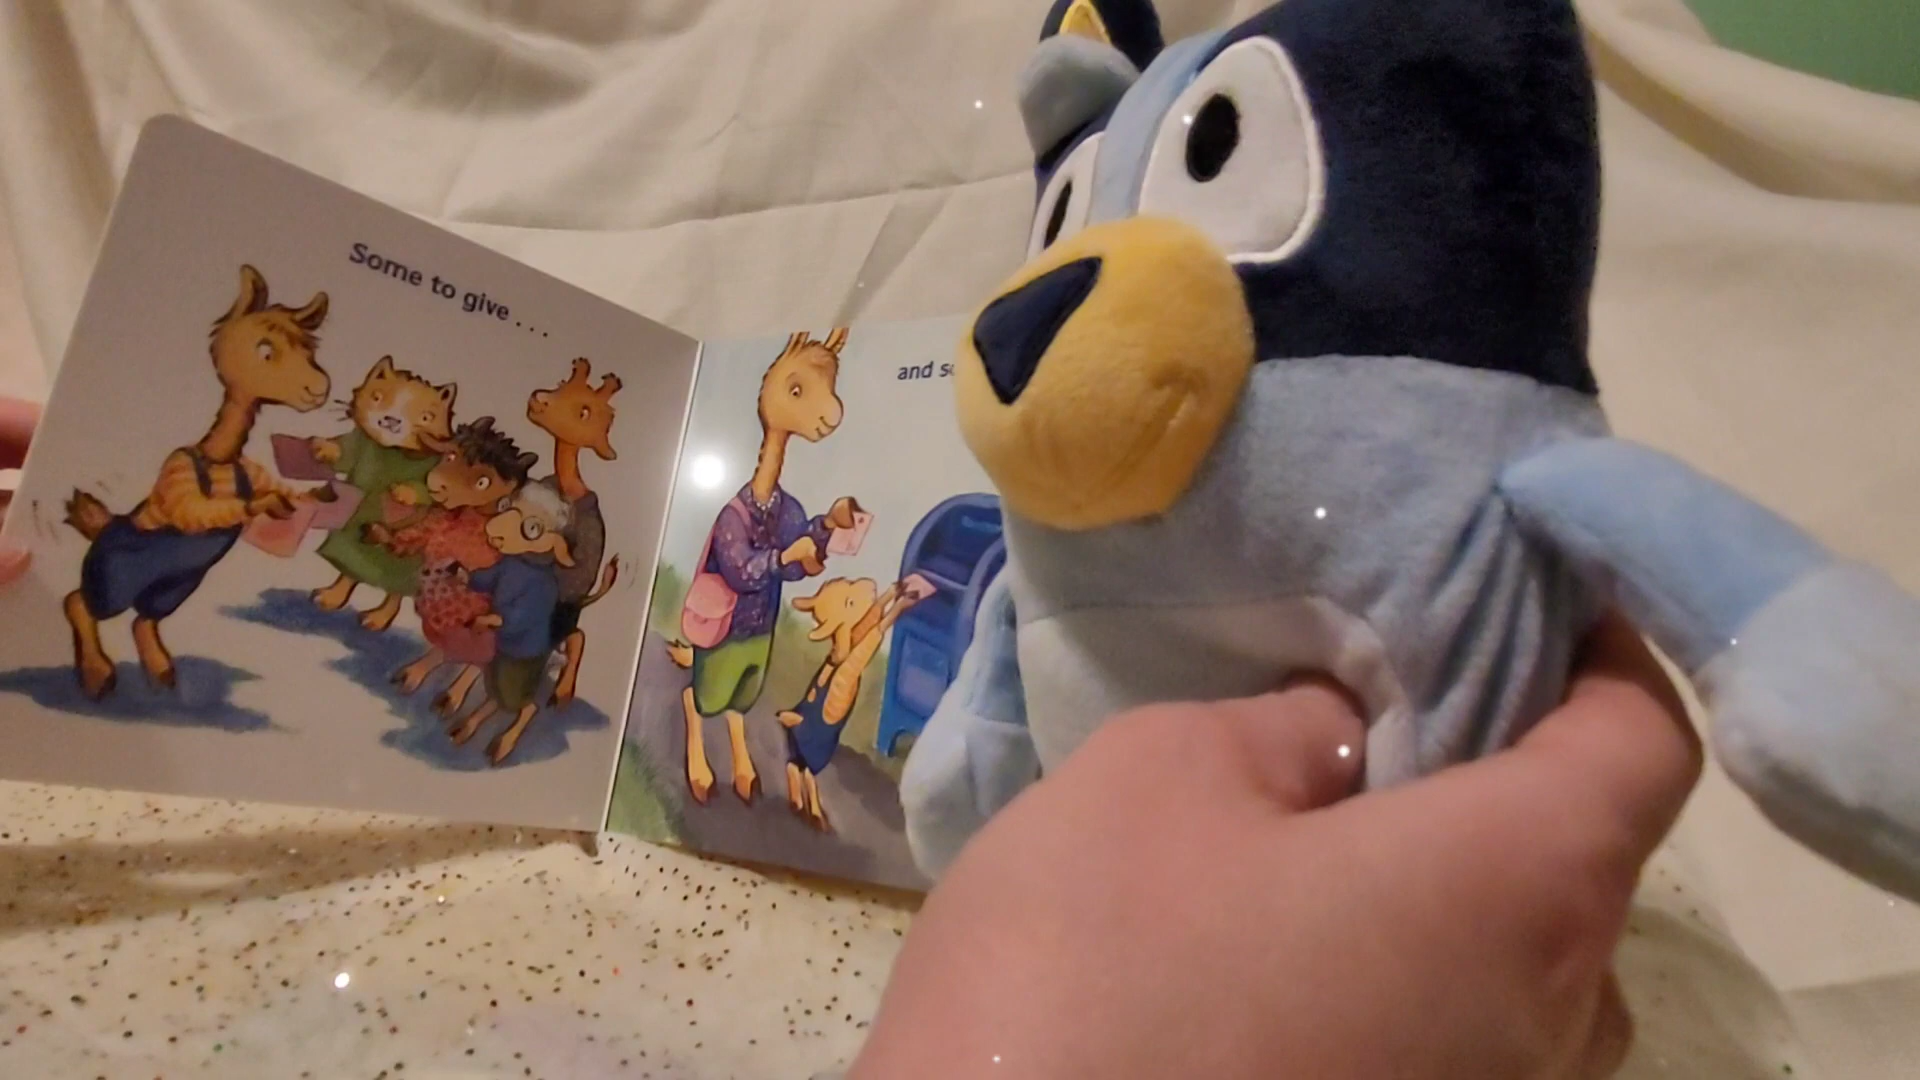 Some to give . . .
and